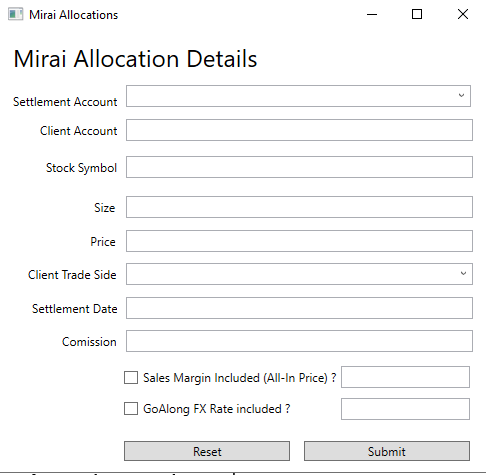 Mirai Allocations
Mirai Allocation Details
Settlement Account
Client Account
Stock Symbol
Size
Price
Client Trade Side
Settlement Date
Comission
Sales Margin Included (All-In Price) ?
GoAlong FX Rate included ?
Reset Submit